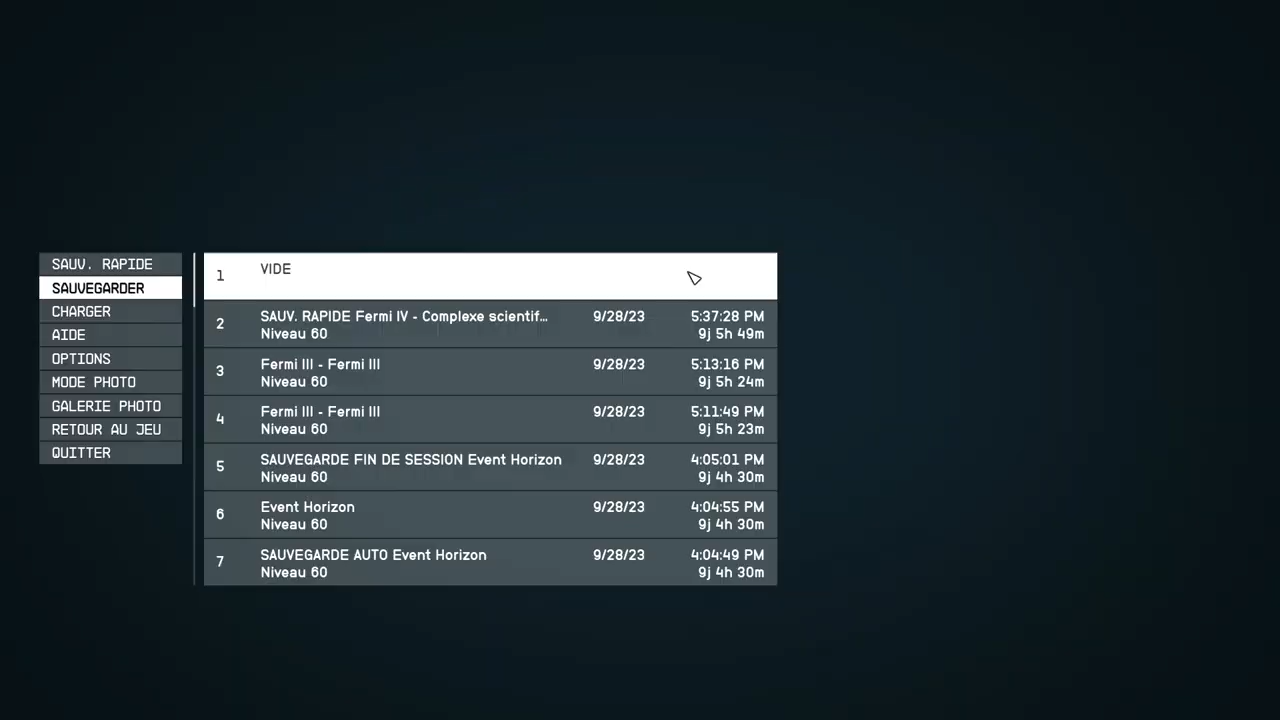 SAUV. RAPIDE
SAUVEGARDER
CHARGER
AIDE
OPTIONS
MODE PHOTO
GALERIE PHOTO
RETOUR AU JEU
QUITTER
1 VIDE
2 SAUV. RAPIDE Fermi IV - Complexe scientif... 9/28/23 5:37:28 PM
Niveau 60 9j 5h 49m
3 Fermi III - Fermi III 9/28/23 5:13:16 PM
Niveau 60 9j 5h 24m
4 Fermi III - Fermi III 9/28/23 5:11:49 PM
Niveau 60 9j 5h 23m
5 SAUVEGARDE FIN DE SESSION Event Horizon 9/28/23 4:05:01 PM
Niveau 60 9j 4h 30m
6 Event Horizon 9/28/23 4:04:55 PM
Niveau 60 9j 4h 30m
7 SAUVEGARDE AUTO Event Horizon 9/28/23 4:04:49 PM
Niveau 60 9j 4h 30m